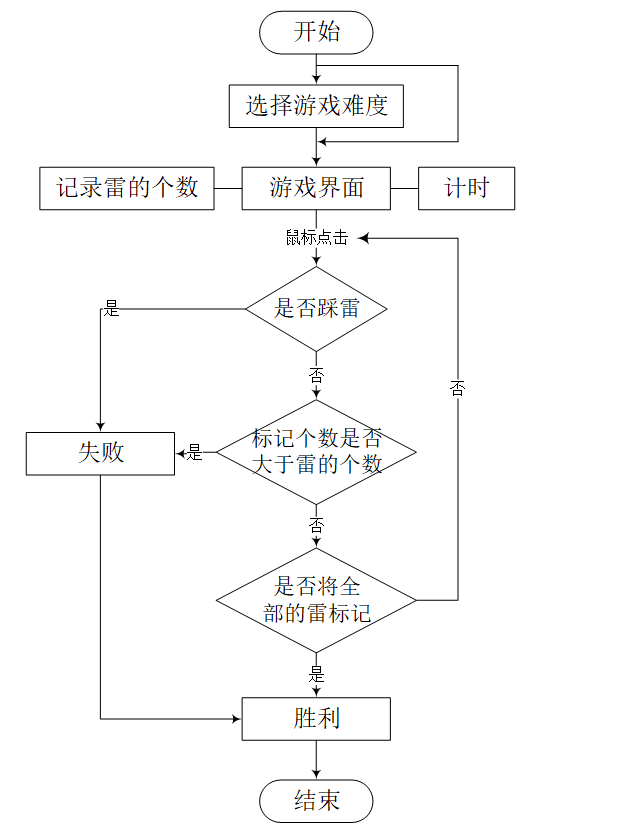 开始
选择游戏难度
记录雷的个数
游戏界面
计时
鼠标点击
是否踩雷
是
否
否
标记个数是否
大于雷的个数
失败
是
否
是否将全
部的雷标记
是
胜利
结束